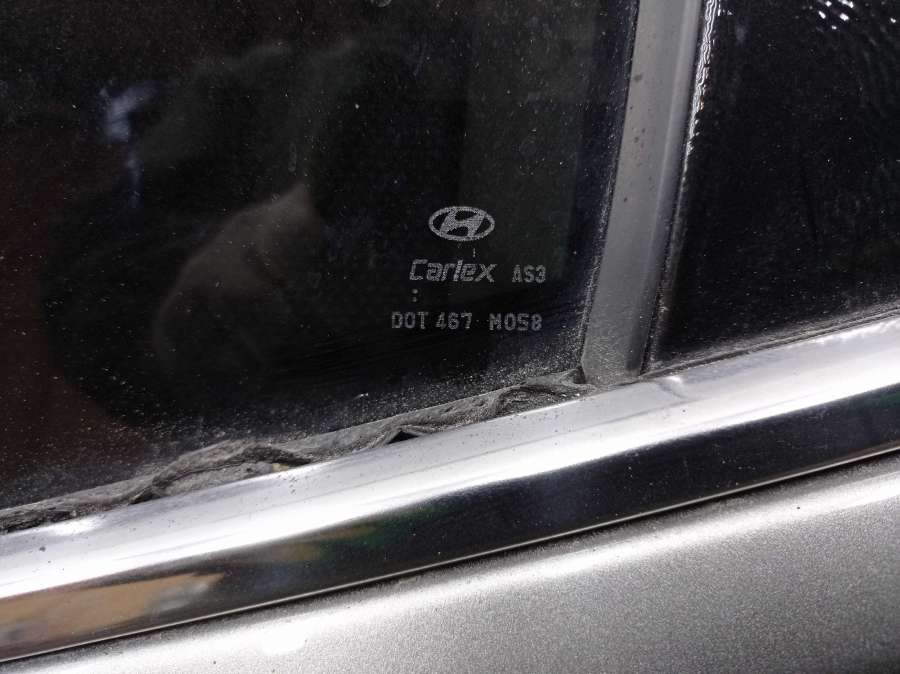 Carlex AS3
DOT 467 M058